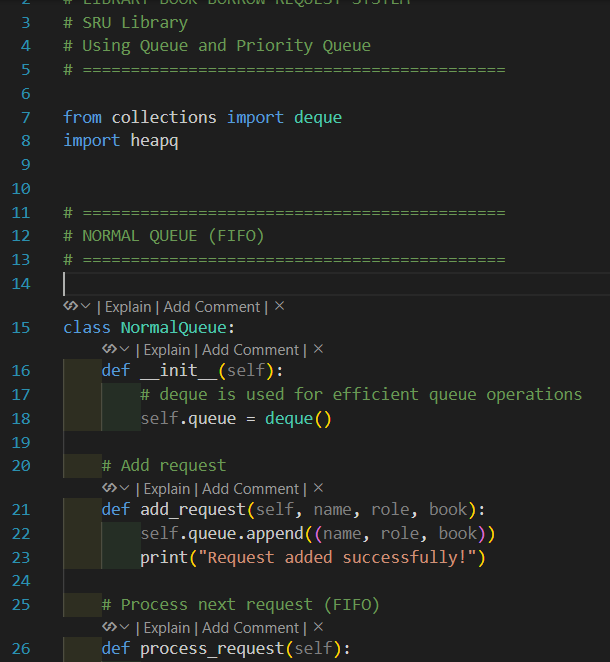 2 # LIBRARY BOOK BORROW REQUEST SYSTEM
3 # SRU Library
4 # Using Queue and Priority Queue
5 # ============================================
6
7 from collections import deque
8 import heapq
9
10
11 # ============================================
12 # NORMAL QUEUE (FIFO)
13 # ============================================
14
| Explain | Add Comment | ×
15 class NormalQueue:
| Explain | Add Comment | ×
16 def __init__(self):
17 # deque is used for efficient queue operations
18 self.queue = deque()
19
20 # Add request
| Explain | Add Comment | ×
21 def add_request(self, name, role, book):
22 self.queue.append((name, role, book))
23 print("Request added successfully!")
24
25 # Process next request (FIFO)
| Explain | Add Comment | ×
26 def process_request(self):